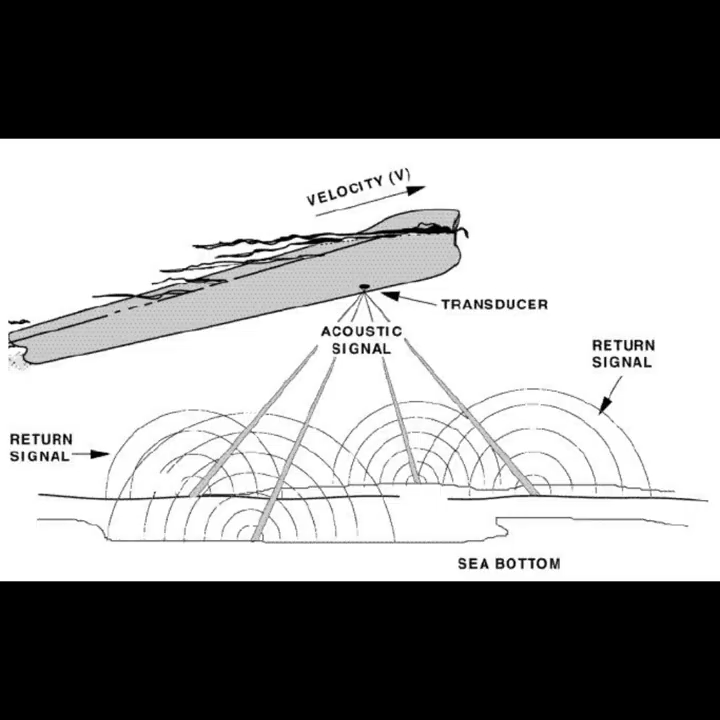 VELOCITY (V)
TRANSDUCER
ACOUSTIC
SIGNAL
RETURN
SIGNAL
RETURN
SIGNAL
SEA BOTTOM